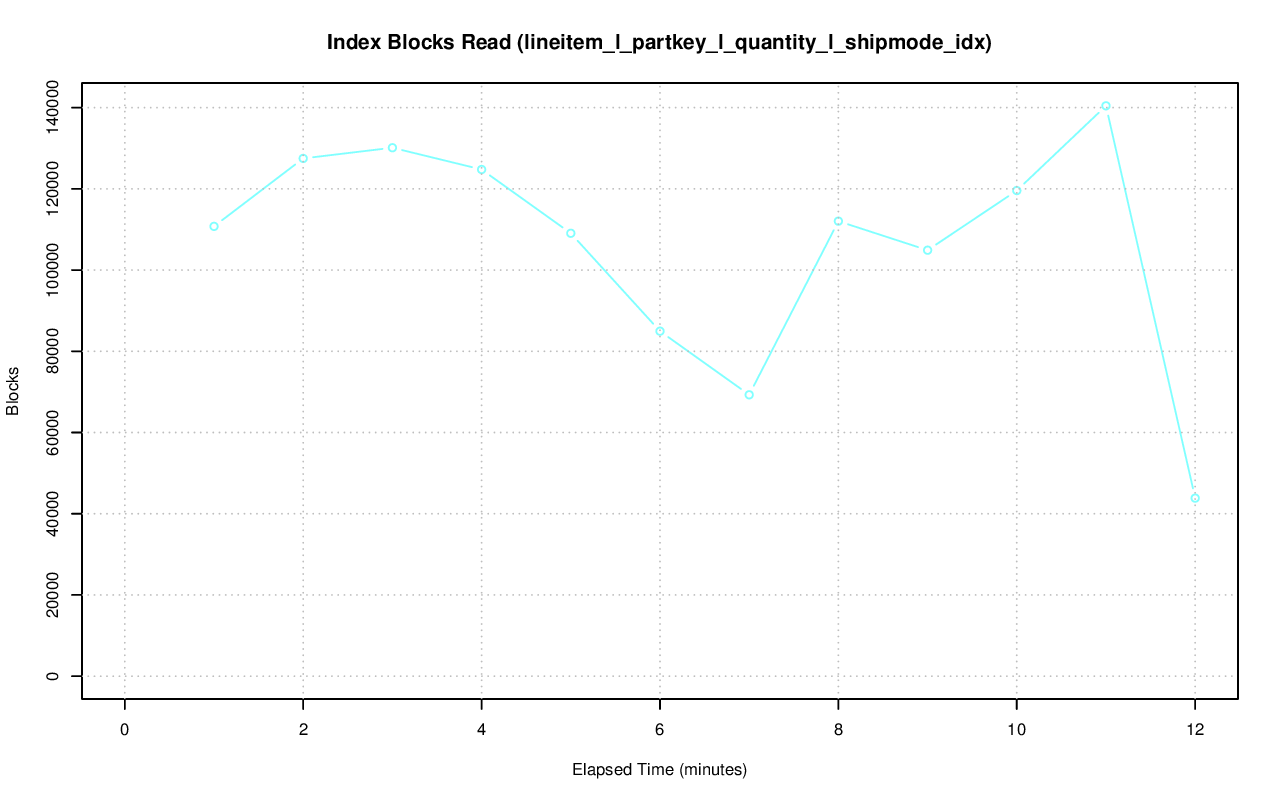 Index Blocks Read (lineitem_l_partkey_l_quantity_l_shipmode_idx)
140000
120000
100000
80000
60000
40000
20000
0
Blocks
0 2 4 6 8 10 12
Elapsed Time (minutes)